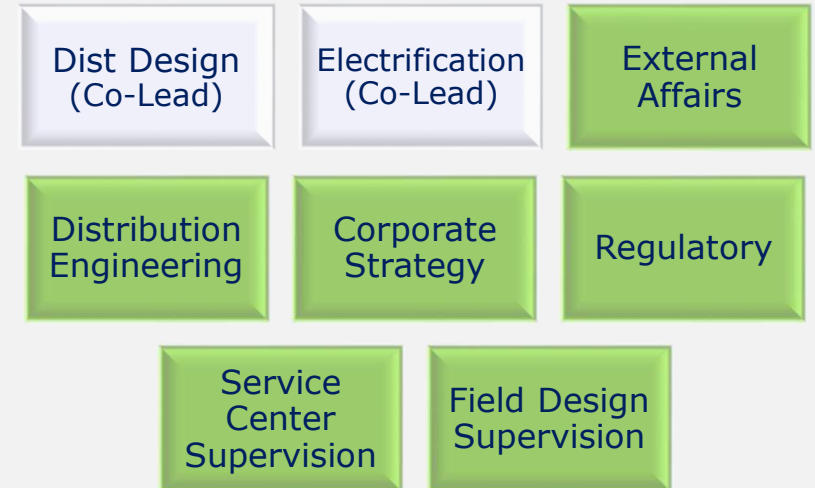 Dist Design
(Co-Lead)
Electrification
(Co-Lead)
External
Affairs
Distribution
Engineering
Corporate
Strategy
Regulatory
Service
Center
Supervision
Field Design
Supervision